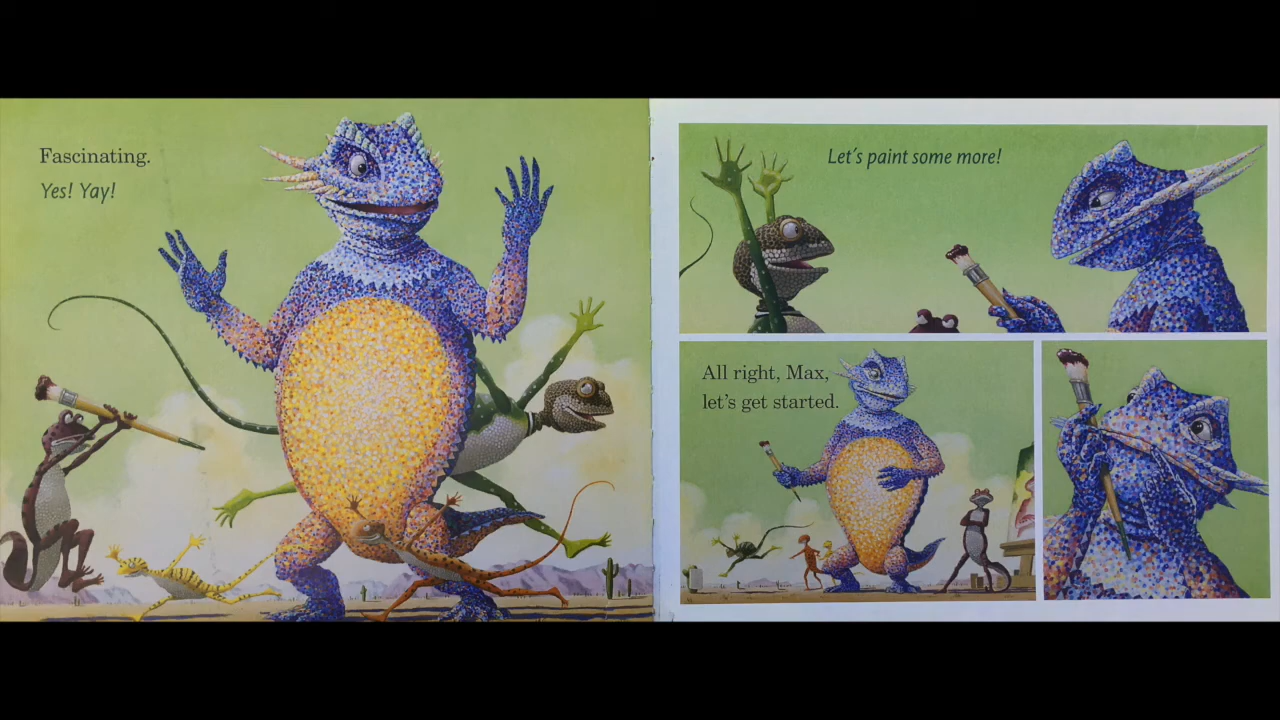 Fascinating.
Yes! Yay!
Let's paint some more!
All right, Max,
let's get started.